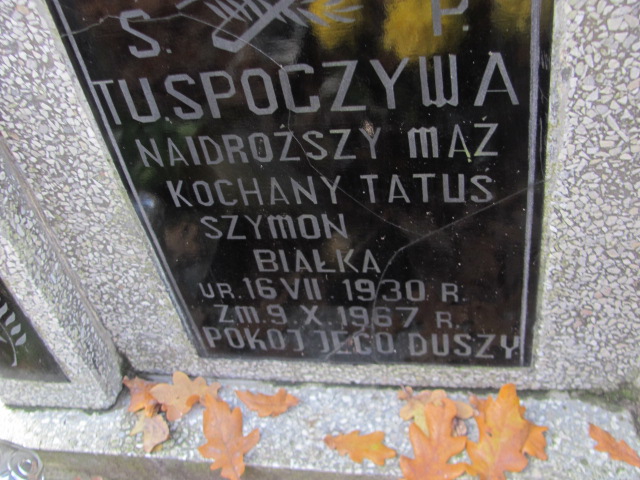 S. P.
TU SPOCZYWA
NAJDROŻSZY MĄŻ
KOCHANY TATUŚ
SZYMON
BIAŁKA
UR. 16 VII 1930 R.
ZM. 9 X. 1967 R.
POKÓJ JEGO DUSZY